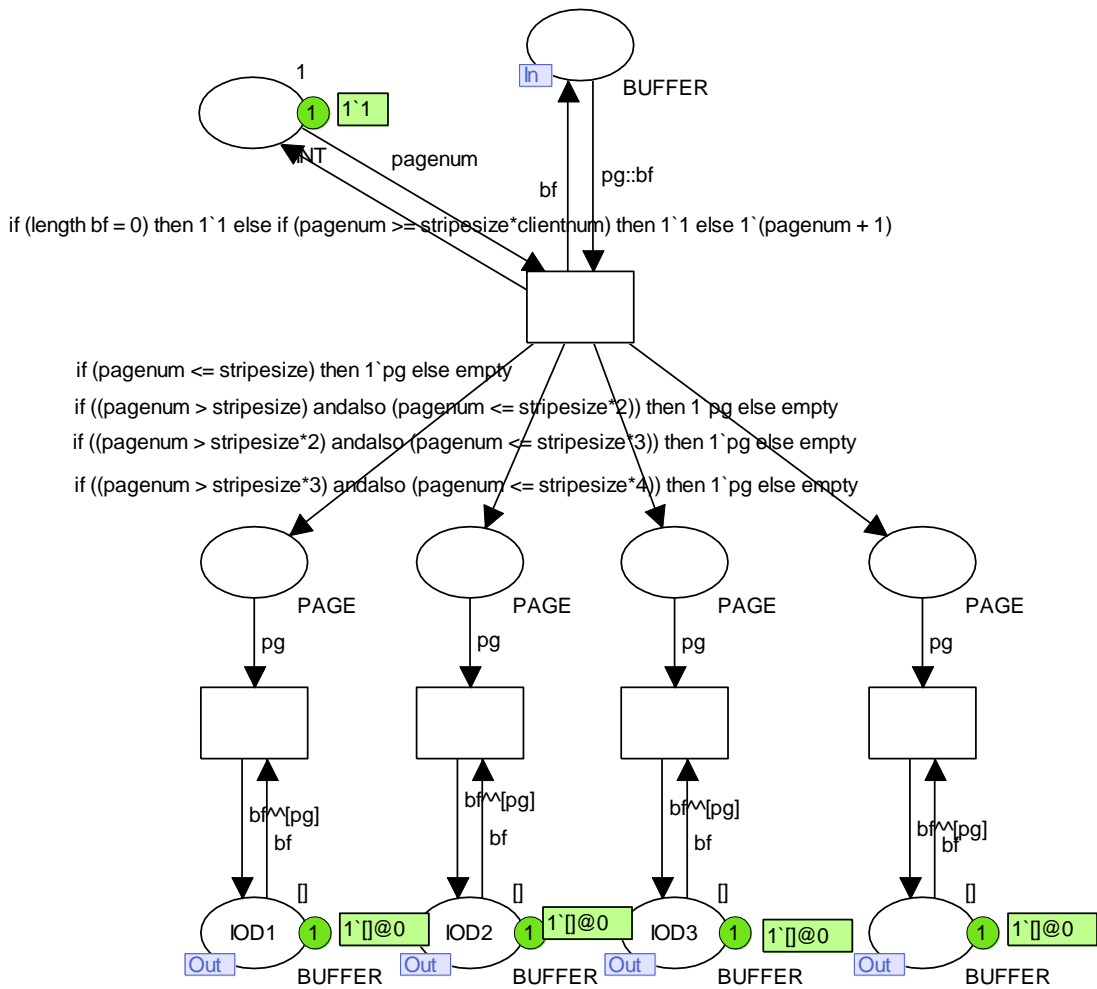 1
In
BUFFER
1
1`1
INT
pagenum
bf
pg::bf
if (length bf = 0) then 1`1 else if (pagenum >= stripesize*clientnum) then 1`1 else 1`(pagenum + 1)
if (pagenum <= stripesize) then 1`pg else empty
if ((pagenum > stripesize) andalso (pagenum <= stripesize*2)) then 1`pg else empty
if ((pagenum > stripesize*2) andalso (pagenum <= stripesize*3)) then 1`pg else empty
if ((pagenum > stripesize*3) andalso (pagenum <= stripesize*4)) then 1`pg else empty
PAGE
PAGE
PAGE
PAGE
pg
pg
pg
pg
bf^^[pg]
bf
bf^^[pg]
bf
bf^^[pg]
bf
bf^^[pg]
bf
[]
[]
[]
[]
IOD1
1
1`[]@0
IOD2
1
1`[]@0
IOD3
1
1`[]@0
1
1`[]@0
Out
Out
Out
Out
BUFFER
BUFFER
BUFFER
BUFFER